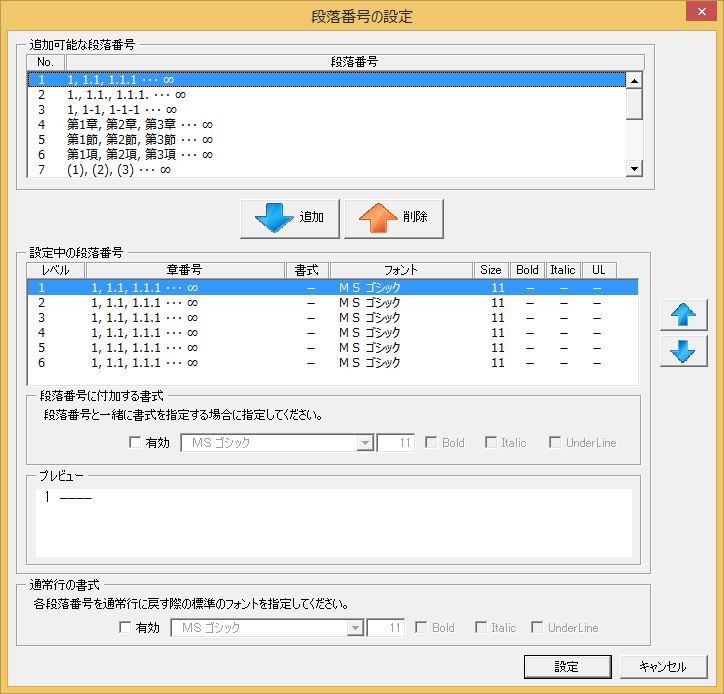 段落番号の設定
追加可能な段落番号
No. 段落番号
1 1, 1.1, 1.1.1 ･･･ ∞
2 1., 1.1., 1.1.1. ･･･ ∞
3 1, 1-1, 1-1-1 ･･･ ∞
4 第1章, 第2章, 第3章 ･･･ ∞
5 第1節, 第2節, 第3節 ･･･ ∞
6 第1項, 第2項, 第3項 ･･･ ∞
7 (1), (2), (3) ･･･ ∞
追加 削除
設定中の段落番号
レベル 章番号 書式 フォント Size Bold Italic UL
1 1, 1.1, 1.1.1 ･･･ ∞ － ＭＳ ゴシック 11 － － －
2 1, 1.1, 1.1.1 ･･･ ∞ － ＭＳ ゴシック 11 － － －
3 1, 1.1, 1.1.1 ･･･ ∞ － ＭＳ ゴシック 11 － － －
4 1, 1.1, 1.1.1 ･･･ ∞ － ＭＳ ゴシック 11 － － －
5 1, 1.1, 1.1.1 ･･･ ∞ － ＭＳ ゴシック 11 － － －
6 1, 1.1, 1.1.1 ･･･ ∞ － ＭＳ ゴシック 11 － － －
段落番号に付加する書式
段落番号と一緒に書式を指定する場合に指定してください。
有効 MS ゴシック 11 Bold Italic UnderLine
プレビュー
1 ----
通常行の書式
各段落番号を通常行に戻す際の標準のフォントを指定してください。
有効 MS ゴシック 11 Bold Italic UnderLine
設定 キャンセル